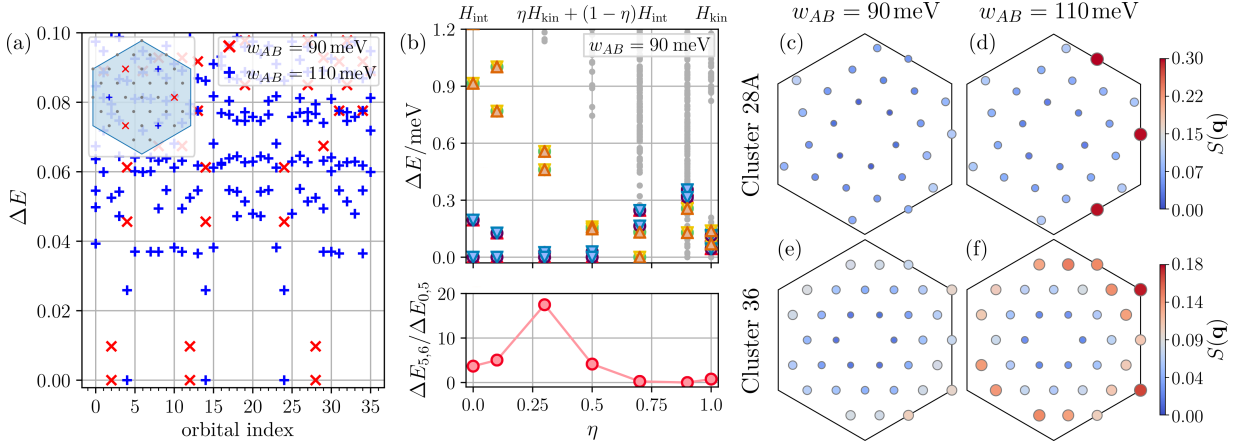 (a)
w_AB = 90 meV
w_AB = 110 meV
0.10
0.08
0.06
0.04
0.02
0.00
ΔE
0 5 10 15 20 25 30 35
orbital index
H_int ηH_kin + (1 − η)H_int H_kin
(b)
w_AB = 90 meV
1.2
0.9
0.6
0.3
0.0
ΔE/meV
20
10
0
ΔE_5,6/ΔE_0,5
0.0 0.25 0.5 0.75 1.0
η
w_AB = 90 meV w_AB = 110 meV
Cluster 28A
(c) (d)
0.30
0.23
0.15
0.07
0.00
S(b)
Cluster 36
(e) (f)
0.18
0.14
0.09
0.04
0.00
S(b)